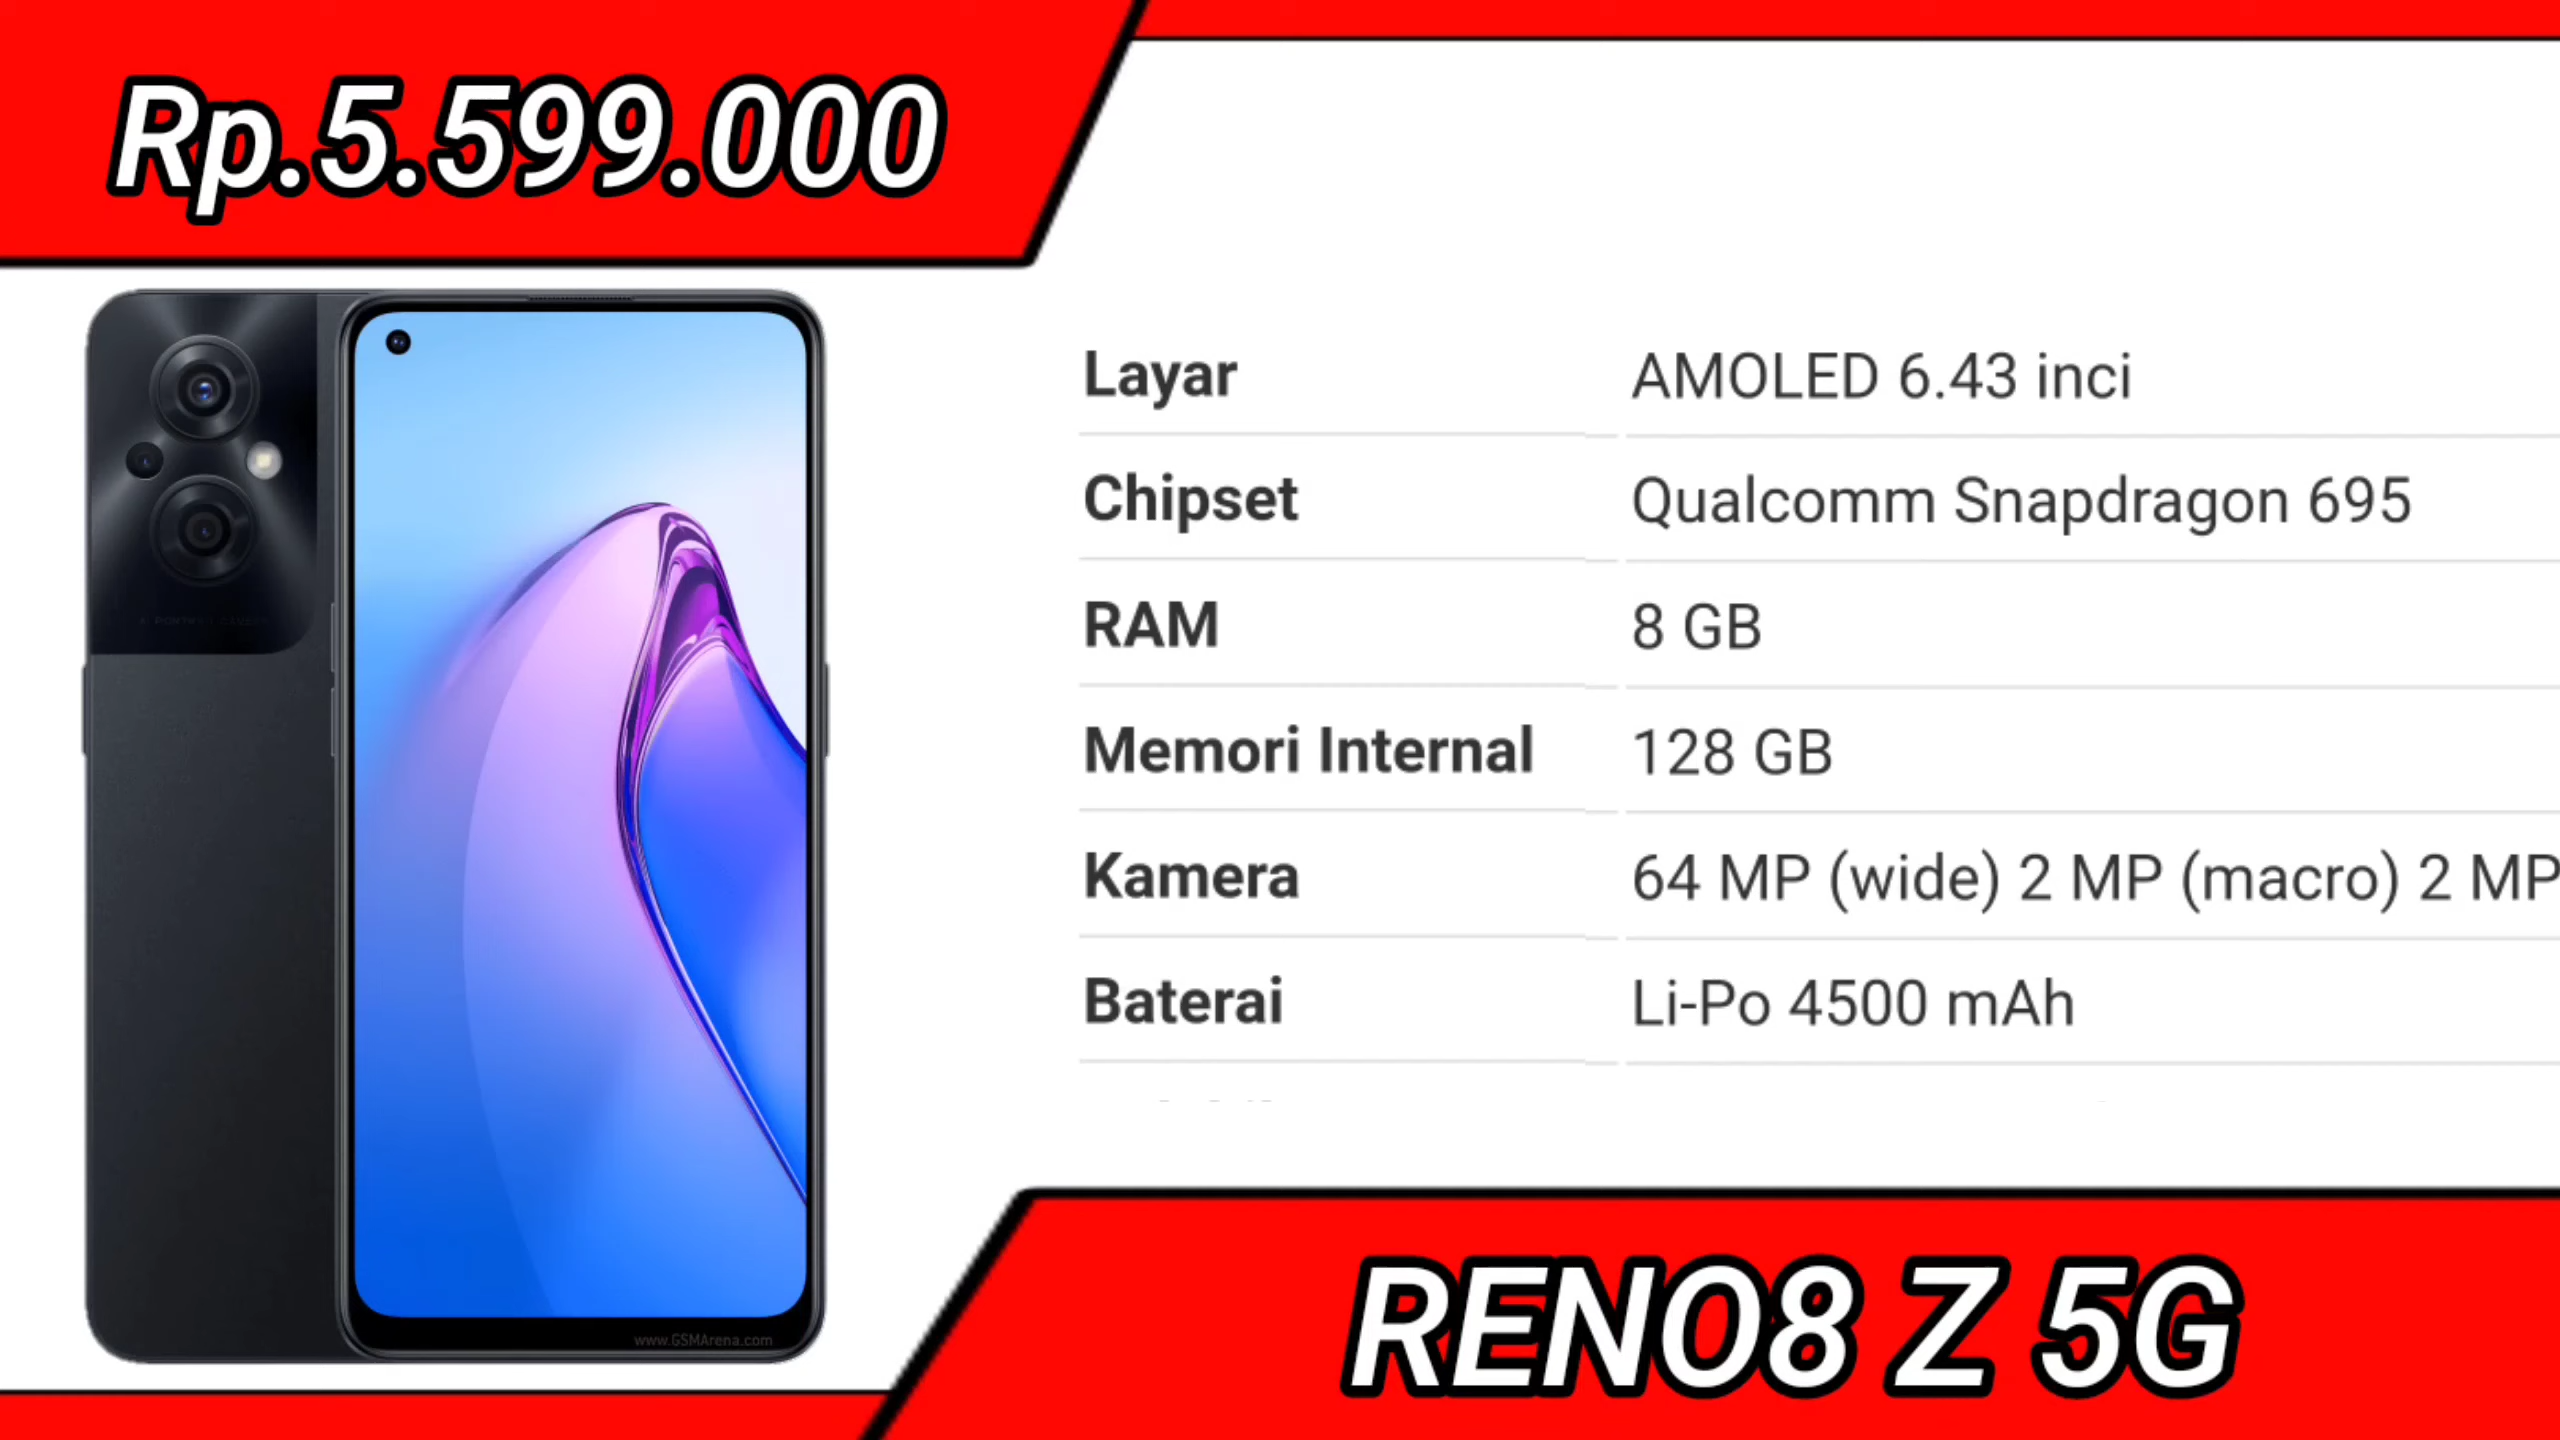 Rp.5.599.000
Layar AMOLED 6.43 inci
Chipset Qualcomm Snapdragon 695
RAM 8 GB
Memori Internal 128 GB
Kamera 64 MP (wide) 2 MP (macro) 2 MP
Baterai Li-Po 4500 mAh
www.GSMArena.com
RENO8 Z 5G